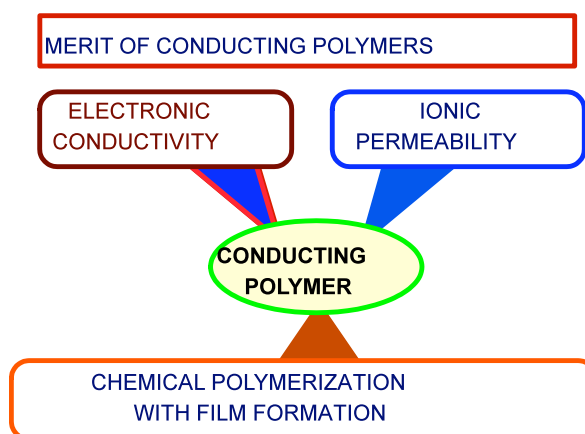 MERIT OF CONDUCTING POLYMERS
ELECTRONIC
CONDUCTIVITY
IONIC
PERMEABILITY
CONDUCTING
POLYMER
CHEMICAL POLYMERIZATION
WITH FILM FORMATION